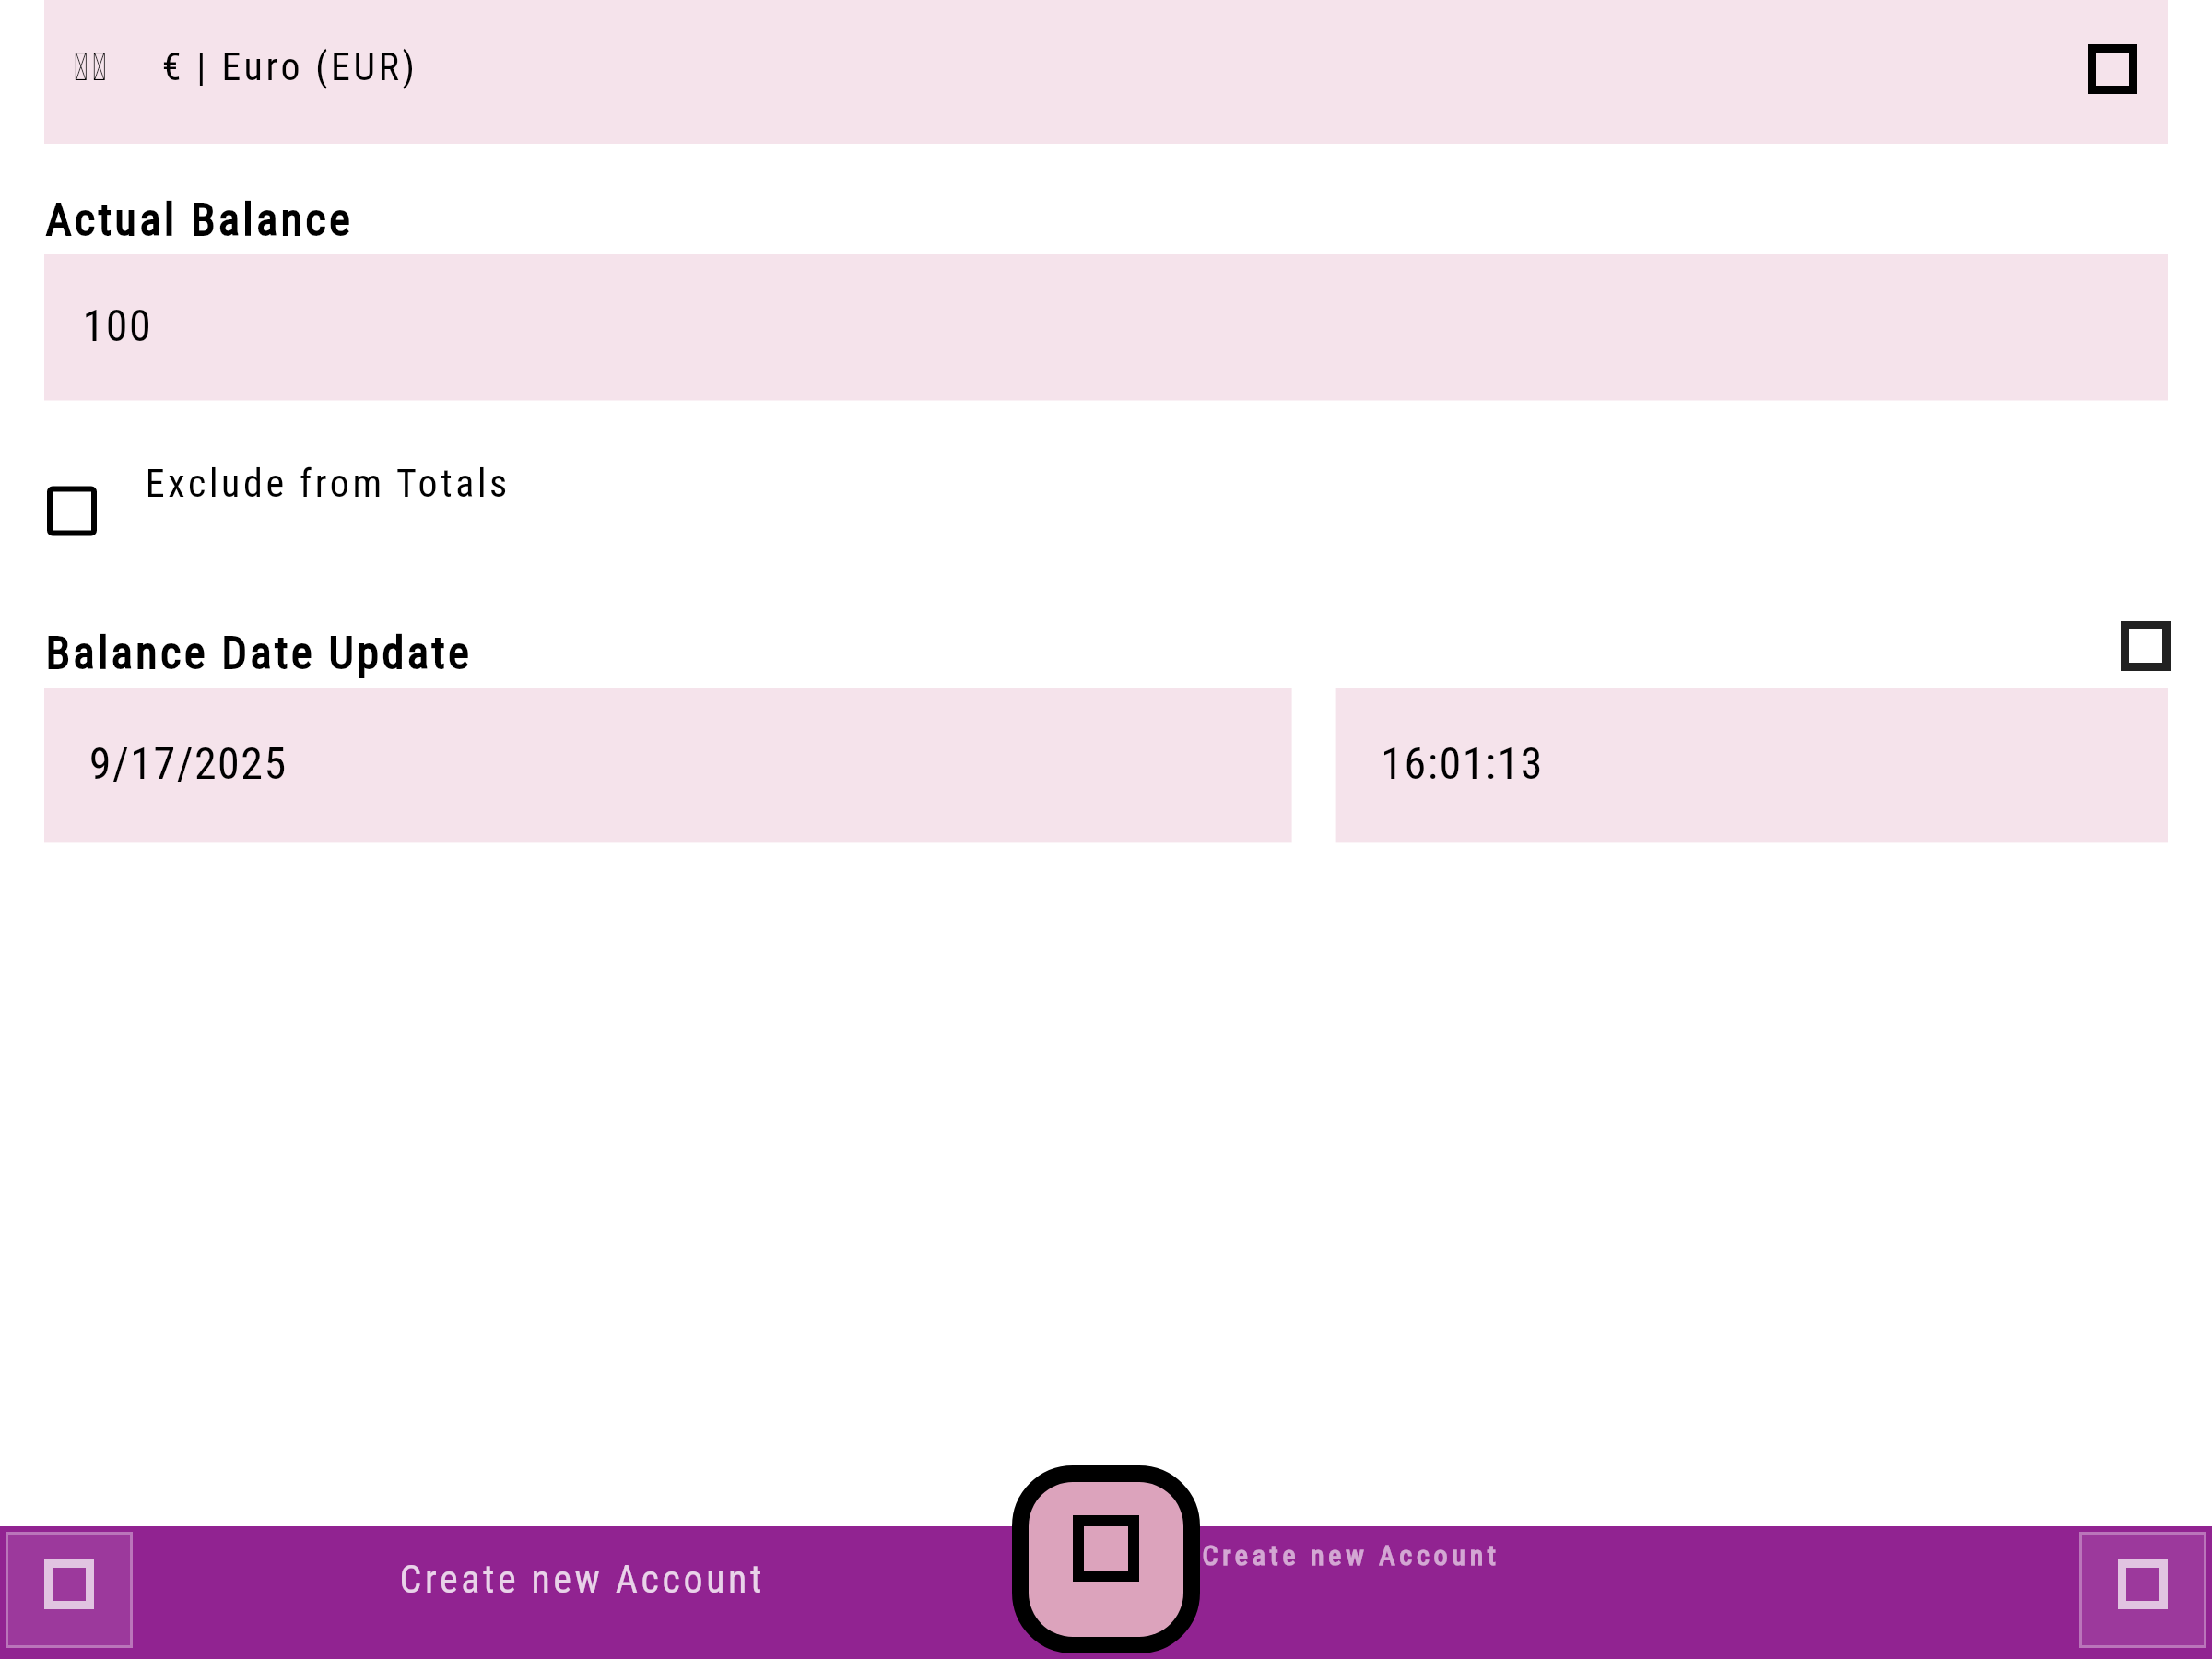 € | Euro (EUR)
Actual Balance
100
Exclude from Totals
Balance Date Update
9/17/2025 16:01:13
Create new Account
Create new Account